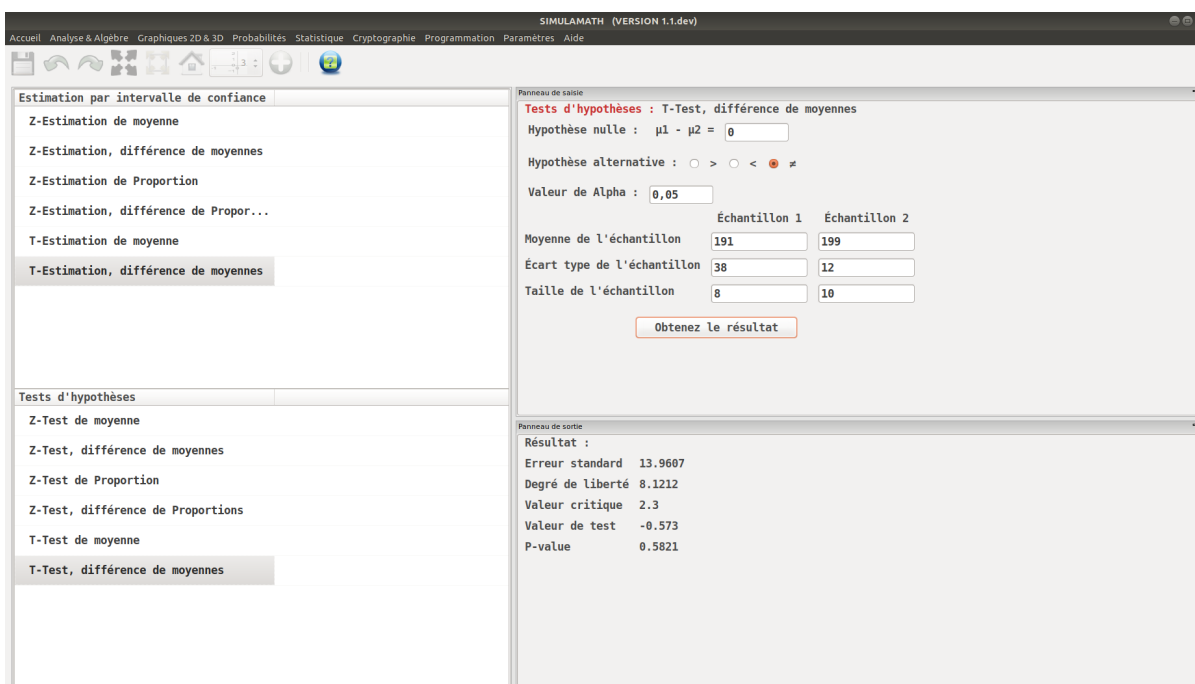 SIMULAMATH (VERSION 1.1.dev)
Accueil Analyse & Algèbre Graphiques 2D & 3D Probabilités Statistique Cryptographie Programmation Paramètres Aide
3
Estimation par intervalle de confiance
Z-Estimation de moyenne
Z-Estimation, différence de moyennes
Z-Estimation de Proportion
Z-Estimation, différence de Propor...
T-Estimation de moyenne
T-Estimation, différence de moyennes
Tests d'hypothèses
Z-Test de moyenne
Z-Test, différence de moyennes
Z-Test de Proportion
Z-Test, différence de Proportions
T-Test de moyenne
T-Test, différence de moyennes
Panneau de saisie
Tests d'hypothèses : T-Test, différence de moyennes
Hypothèse nulle : μ1 - μ2 = 0
Hypothèse alternative : > < ≠
Valeur de Alpha : 0,05
Échantillon 1 Échantillon 2
Moyenne de l'échantillon 191 199
Écart type de l'échantillon 38 12
Taille de l'échantillon 8 10
Obtenez le résultat
Panneau de sortie
Résultat :
Erreur standard 13.9607
Degré de liberté 8.1212
Valeur critique 2.3
Valeur de test -0.573
P-value 0.5821